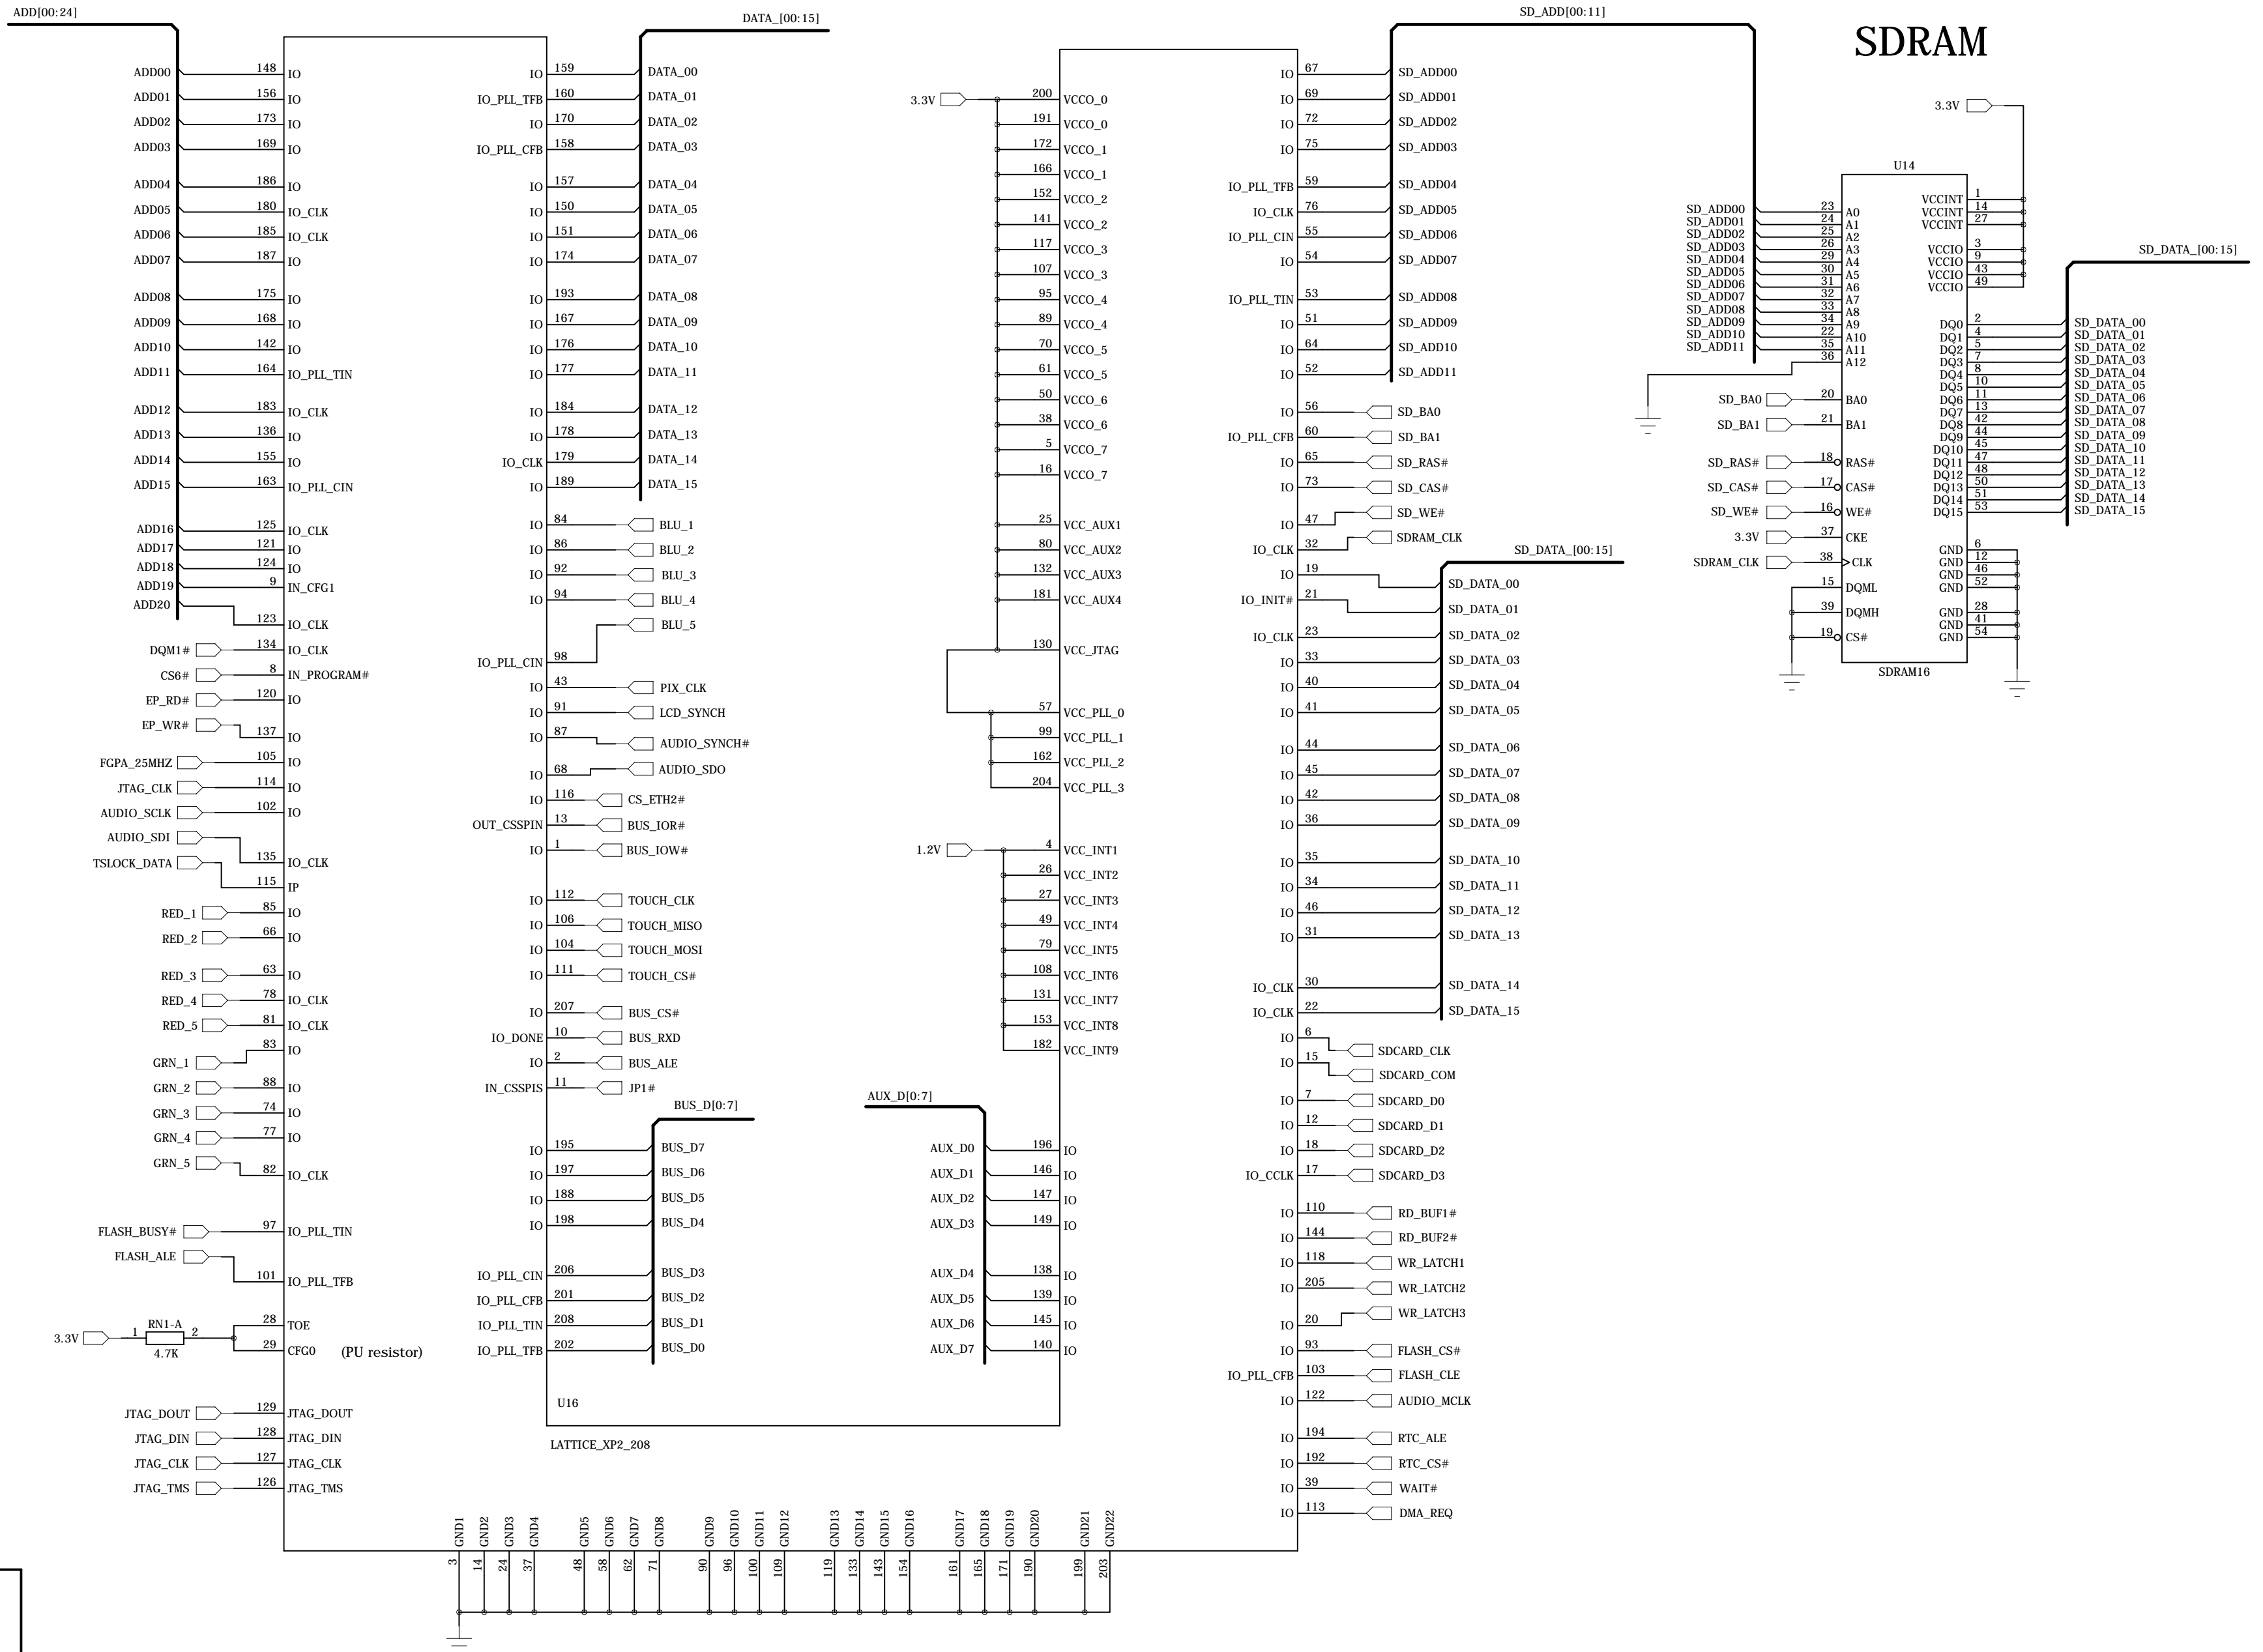 ADD[00:24]
DATA_[00:15]
SD_ADD[00:11]
SDRAM
ADD00 148 IO
ADD01 156 IO
ADD02 173 IO
ADD03 169 IO
ADD04 186 IO
ADD05 180 IO_CLK
ADD06 185 IO_CLK
ADD07 187 IO
ADD08 175 IO
ADD09 168 IO
ADD10 142 IO
ADD11 164 IO_PLL_TIN
ADD12 183 IO_CLK
ADD13 136 IO
ADD14 155 IO
ADD15 163 IO_PLL_CIN
ADD16 125 IO_CLK
ADD17 121 IO
ADD18 124 IO
ADD19 9 IN_CFG1
ADD20 123 IO_CLK
DQM1# 134 IO_CLK
CS6# 8 IN_PROGRAM#
EP_RD# 120 IO
EP_WR# 137 IO
FGPA_25MHZ 105 IO
JTAG_CLK 114 IO
AUDIO_SCLK 102 IO
AUDIO_SDI 135 IO_CLK
TSLOCK_DATA 115 IP
RED_1 85 IO
RED_2 66 IO
RED_3 63 IO
RED_4 78 IO_CLK
RED_5 81 IO_CLK
GRN_1 83 IO
GRN_2 88 IO
GRN_3 74 IO
GRN_4 77 IO
GRN_5 82 IO_CLK
FLASH_BUSY# 97 IO_PLL_TIN
FLASH_ALE 101 IO_PLL_TFB
3.3V 1 RN1-A 2 4.7K
28 TOE
29 CFG0 (PU resistor)
JTAG_DOUT 129 JTAG_DOUT
JTAG_DIN 128 JTAG_DIN
JTAG_CLK 127 JTAG_CLK
JTAG_TMS 126 JTAG_TMS
IO 159 DATA_00
IO_PLL_TFB 160 DATA_01
IO 170 DATA_02
IO_PLL_CFB 158 DATA_03
IO 157 DATA_04
IO 150 DATA_05
IO 151 DATA_06
IO 174 DATA_07
IO 193 DATA_08
IO 167 DATA_09
IO 176 DATA_10
IO 177 DATA_11
IO 184 DATA_12
IO 178 DATA_13
IO_CLK 179 DATA_14
IO 189 DATA_15
IO 84 BLU_1
IO 86 BLU_2
IO 92 BLU_3
IO 94 BLU_4
IO_PLL_CIN 98 BLU_5
IO 43 PIX_CLK
IO 91 LCD_SYNCH
IO 87 AUDIO_SYNCH#
IO 68 AUDIO_SDO
IO 116 CS_ETH2#
OUT_CSSPIN 13 BUS_IOR#
IO 1 BUS_IOW#
IO 112 TOUCH_CLK
IO 106 TOUCH_MISO
IO 104 TOUCH_MOSI
IO 111 TOUCH_CS#
IO 207 BUS_CS#
IO_DONE 10 BUS_RXD
IO 2 BUS_ALE
IN_CSSPIS 11 JP1#
BUS_D[0:7]
IO 195 BUS_D7
IO 197 BUS_D6
IO 188 BUS_D5
IO 198 BUS_D4
IO_PLL_CIN 206 BUS_D3
IO_PLL_CFB 201 BUS_D2
IO_PLL_TIN 208 BUS_D1
IO_PLL_TFB 202 BUS_D0
U16
LATTICE_XP2_208
3.3V 200 VCCO_0
191 VCCO_0
172 VCCO_1
166 VCCO_1
152 VCCO_2
141 VCCO_2
117 VCCO_3
107 VCCO_3
95 VCCO_4
89 VCCO_4
70 VCCO_5
61 VCCO_5
50 VCCO_6
38 VCCO_6
5 VCCO_7
16 VCCO_7
25 VCC_AUX1
80 VCC_AUX2
132 VCC_AUX3
181 VCC_AUX4
130 VCC_JTAG
57 VCC_PLL_0
99 VCC_PLL_1
162 VCC_PLL_2
204 VCC_PLL_3
1.2V 4 VCC_INT1
26 VCC_INT2
27 VCC_INT3
49 VCC_INT4
79 VCC_INT5
108 VCC_INT6
131 VCC_INT7
153 VCC_INT8
182 VCC_INT9
AUX_D[0:7]
AUX_D0 196 IO
AUX_D1 146 IO
AUX_D2 147 IO
AUX_D3 149 IO
AUX_D4 138 IO
AUX_D5 139 IO
AUX_D6 145 IO
AUX_D7 140 IO
IO 67 SD_ADD00
IO 69 SD_ADD01
IO 72 SD_ADD02
IO 75 SD_ADD03
IO_PLL_TFB 59 SD_ADD04
IO_CLK 76 SD_ADD05
IO_PLL_CIN 55 SD_ADD06
IO 54 SD_ADD07
IO_PLL_TIN 53 SD_ADD08
IO 51 SD_ADD09
IO 64 SD_ADD10
IO 52 SD_ADD11
IO 56 SD_BA0
IO_PLL_CFB 60 SD_BA1
IO 65 SD_RAS#
IO 73 SD_CAS#
IO 47 SD_WE#
IO_CLK 32 SDRAM_CLK
SD_DATA_[00:15]
IO 19 SD_DATA_00
IO_INIT# 21 SD_DATA_01
IO_CLK 23 SD_DATA_02
IO 33 SD_DATA_03
IO 40 SD_DATA_04
IO 41 SD_DATA_05
IO 44 SD_DATA_06
IO 45 SD_DATA_07
IO 42 SD_DATA_08
IO 36 SD_DATA_09
IO 35 SD_DATA_10
IO 34 SD_DATA_11
IO 46 SD_DATA_12
IO 31 SD_DATA_13
IO_CLK 30 SD_DATA_14
IO_CLK 22 SD_DATA_15
IO 6 SDCARD_CLK
IO 15 SDCARD_COM
IO 7 SDCARD_D0
IO 12 SDCARD_D1
IO 18 SDCARD_D2
IO_CCLK 17 SDCARD_D3
IO 110 RD_BUF1#
IO 144 RD_BUF2#
IO 118 WR_LATCH1
IO 205 WR_LATCH2
IO 20 WR_LATCH3
IO 93 FLASH_CS#
IO_PLL_CFB 103 FLASH_CLE
IO 122 AUDIO_MCLK
IO 194 RTC_ALE
IO 192 RTC_CS#
IO 39 WAIT#
IO 113 DMA_REQ
3 GND1
14 GND2
24 GND3
37 GND4
48 GND5
58 GND6
62 GND7
71 GND8
90 GND9
96 GND10
100 GND11
109 GND12
119 GND13
133 GND14
143 GND15
154 GND16
161 GND17
165 GND18
171 GND19
190 GND20
199 GND21
203 GND22
3.3V
U14
SD_ADD00 23 A0
SD_ADD01 24 A1
SD_ADD02 25 A2
SD_ADD03 26 A3
SD_ADD04 29 A4
SD_ADD05 30 A5
SD_ADD06 31 A6
SD_ADD07 32 A7
SD_ADD08 33 A8
SD_ADD09 34 A9
SD_ADD10 22 A10
SD_ADD11 35 A11
36 A12
SD_BA0 20 BA0
SD_BA1 21 BA1
SD_RAS# 18 RAS#
SD_CAS# 17 CAS#
SD_WE# 16 WE#
3.3V 37 CKE
SDRAM_CLK 38 CLK
15 DQML
39 DQMH
19 CS#
VCCINT 1
VCCINT 14
VCCINT 27
VCCIO 3
VCCIO 9
VCCIO 43
VCCIO 49
SD_DATA_[00:15]
DQ0 2 SD_DATA_00
DQ1 4 SD_DATA_01
DQ2 5 SD_DATA_02
DQ3 7 SD_DATA_03
DQ4 8 SD_DATA_04
DQ5 10 SD_DATA_05
DQ6 11 SD_DATA_06
DQ7 13 SD_DATA_07
DQ8 42 SD_DATA_08
DQ9 44 SD_DATA_09
DQ10 45 SD_DATA_10
DQ11 47 SD_DATA_11
DQ12 48 SD_DATA_12
DQ13 50 SD_DATA_13
DQ14 51 SD_DATA_14
DQ15 53 SD_DATA_15
GND 6
GND 12
GND 46
GND 52
GND 28
GND 41
GND 54
SDRAM16